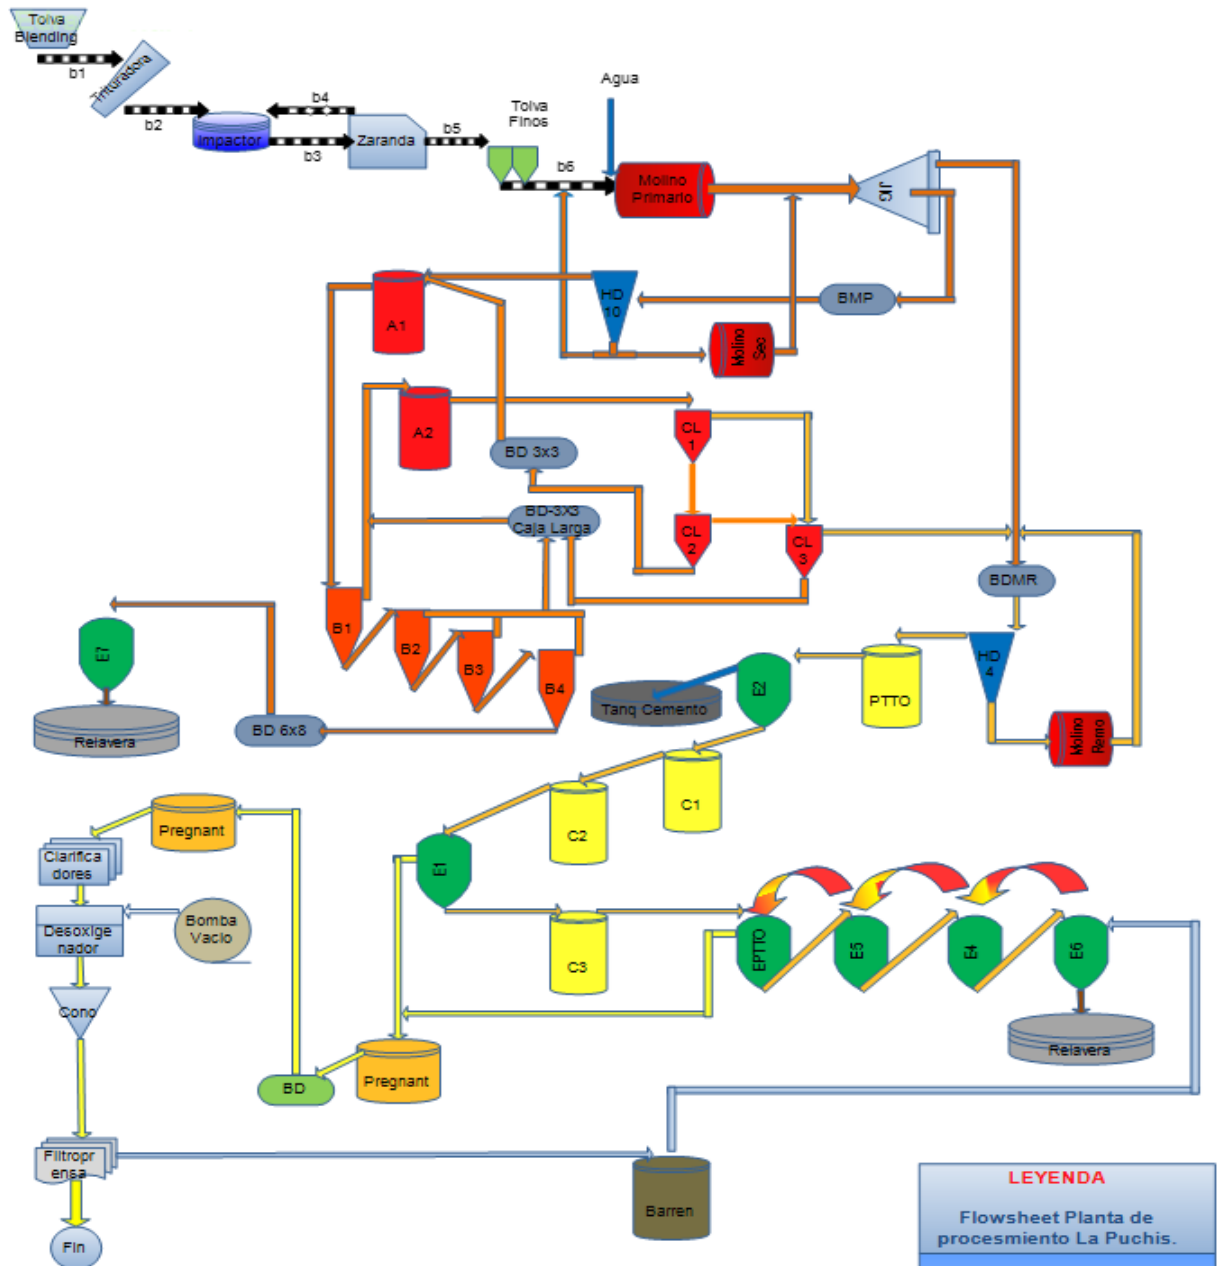 Tolva
Blending
b1
Trituradora
b2
b4
Impactor
b3
Zaranda
b5
Tolva
Finos
b6
Agua
Molino
Primario
JIG
A1
HD
10
BMP
Molino
Sec
A2
BD 3x3
CL
1
BD-3X3
Caja Larga
CL
2
CL
3
BDMR
B1
B2
B3
B4
E7
Relavera
BD 6x8
Tanq Cemento
E2
PTTO
HD
4
Molino
Remo
C1
C2
Pregnant
Clarifica
dores
E1
Desoxige
nador
Bomba
Vacio
C3
EPTTO
E5
E4
E6
Cono
Relavera
Pregnant
BD
Filtropr
ensa
Barren
Fin
LEYENDA
Flowsheet Planta de
procesmiento La Puchis.